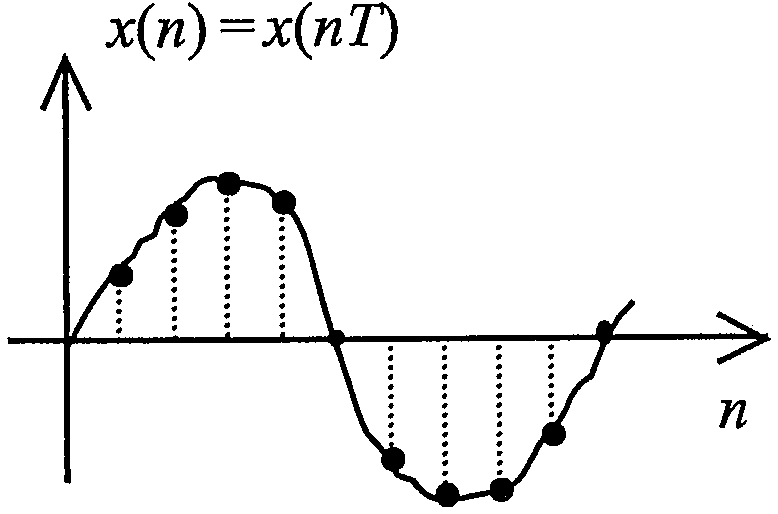 x(n) = x(nT)
n